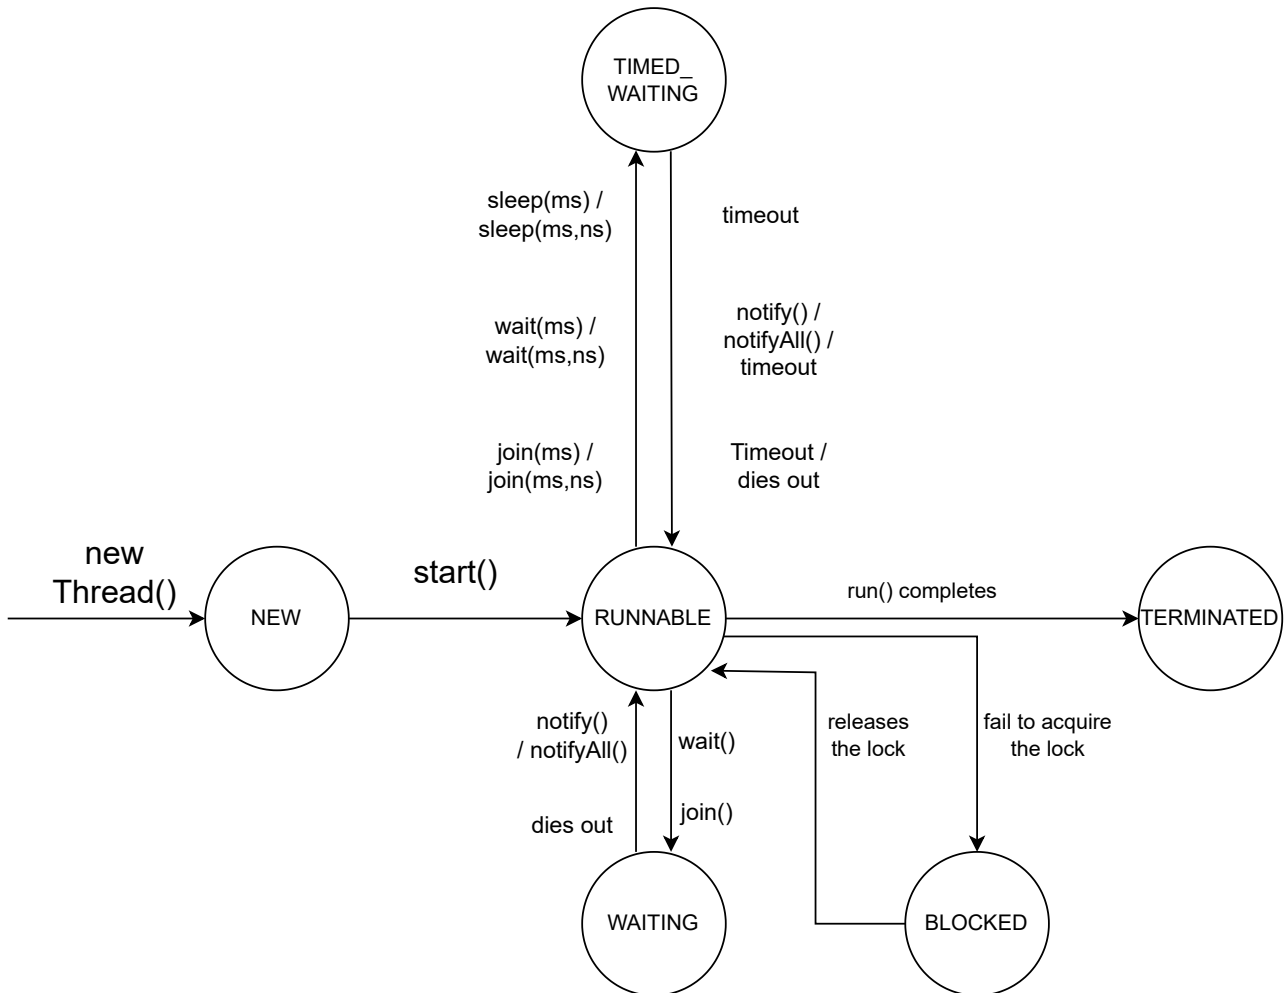 TIMED_
WAITING
sleep(ms) /
sleep(ms,ns)
timeout
wait(ms) /
wait(ms,ns)
notify() /
notifyAll() /
timeout
join(ms) /
join(ms,ns)
Timeout /
dies out
new
Thread()
NEW
start()
RUNNABLE
run() completes
TERMINATED
notify()
/ notifyAll()
wait()
releases
the lock
fail to acquire
the lock
dies out
join()
WAITING
BLOCKED